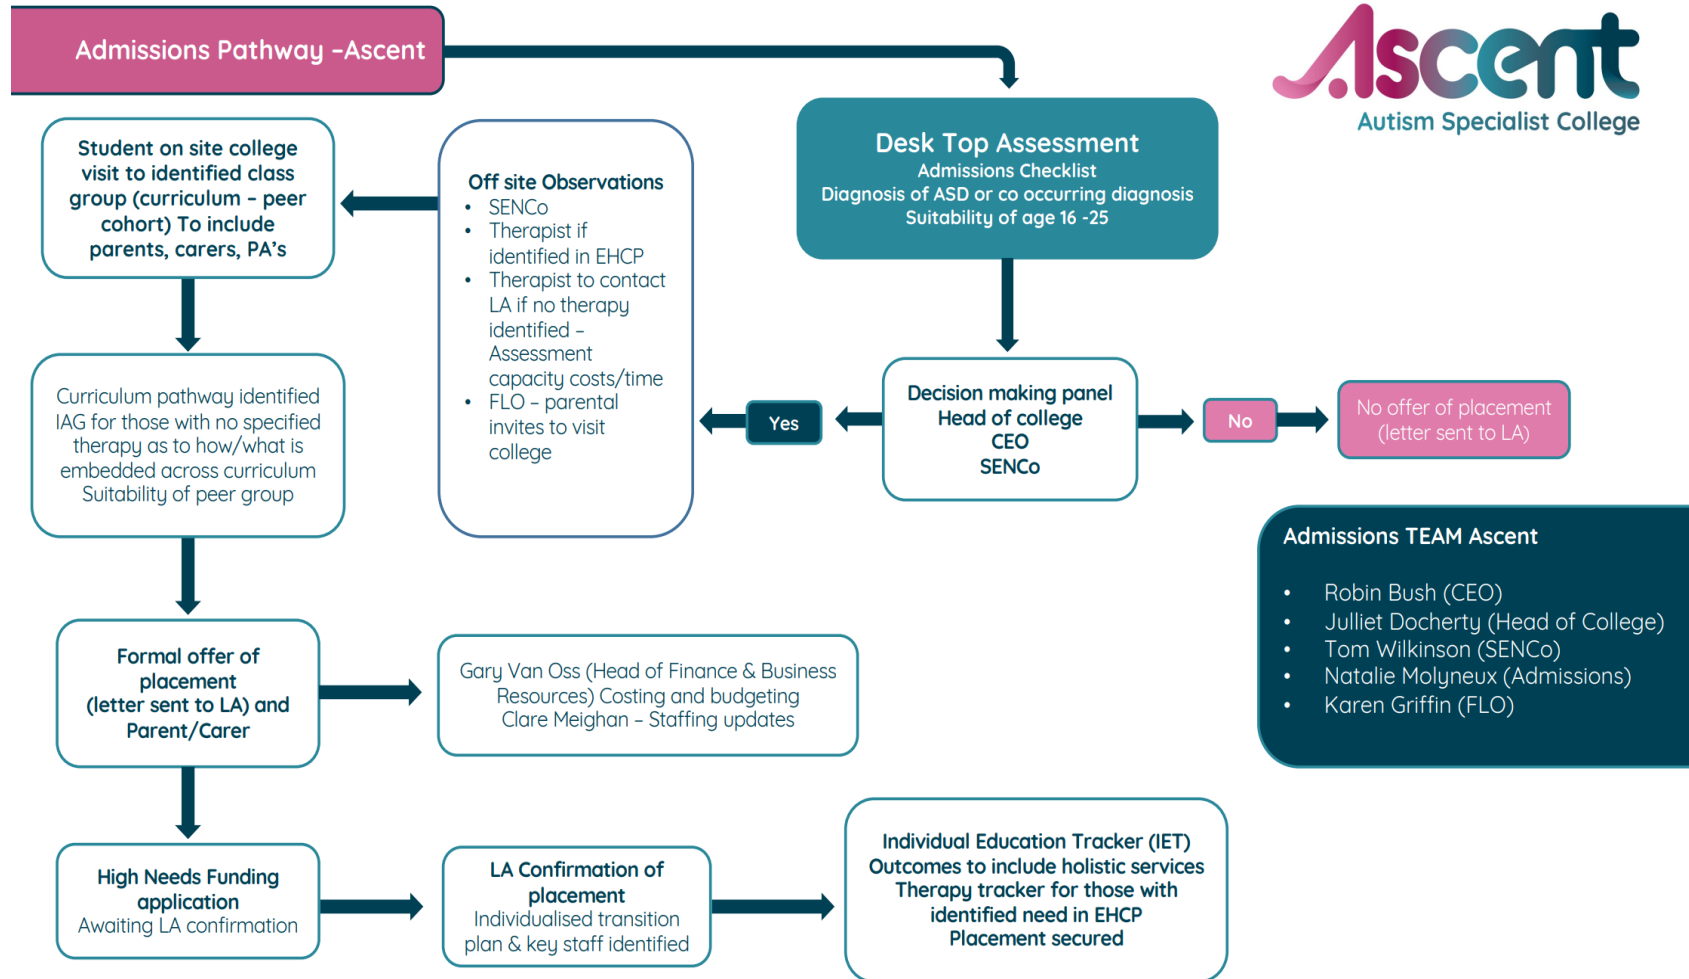 Admissions Pathway –Ascent
Ascent
Autism Specialist College
Desk Top Assessment
Admissions Checklist
Diagnosis of ASD or co occurring diagnosis
Suitability of age 16 -25
Decision making panel
Head of college
CEO
SENCo
No
No offer of placement
(letter sent to LA)
Yes
Off site Observations
• SENCo
• Therapist if
identified in EHCP
• Therapist to contact
LA if no therapy
identified –
Assessment
capacity costs/time
• FLO – parental
invites to visit
college
Student on site college
visit to identified class
group (curriculum – peer
cohort) To include
parents, carers, PA’s
Curriculum pathway identified
IAG for those with no specified
therapy as to how/what is
embedded across curriculum
Suitability of peer group
Formal offer of
placement
(letter sent to LA) and
Parent/Carer
Gary Van Oss (Head of Finance & Business
Resources) Costing and budgeting
Clare Meighan – Staffing updates
High Needs Funding
application
Awaiting LA confirmation
LA Confirmation of
placement
Individualised transition
plan & key staff identified
Individual Education Tracker (IET)
Outcomes to include holistic services
Therapy tracker for those with
identified need in EHCP
Placement secured
Admissions TEAM Ascent
• Robin Bush (CEO)
• Julliet Docherty (Head of College)
• Tom Wilkinson (SENCo)
• Natalie Molyneux (Admissions)
• Karen Griffin (FLO)